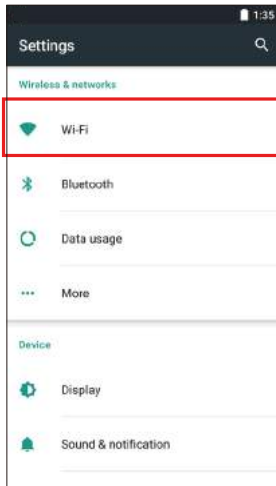 1:35
Settings
Wireless & networks
Wi-Fi
Bluetooth
Data usage
More
Device
Display
Sound & notification